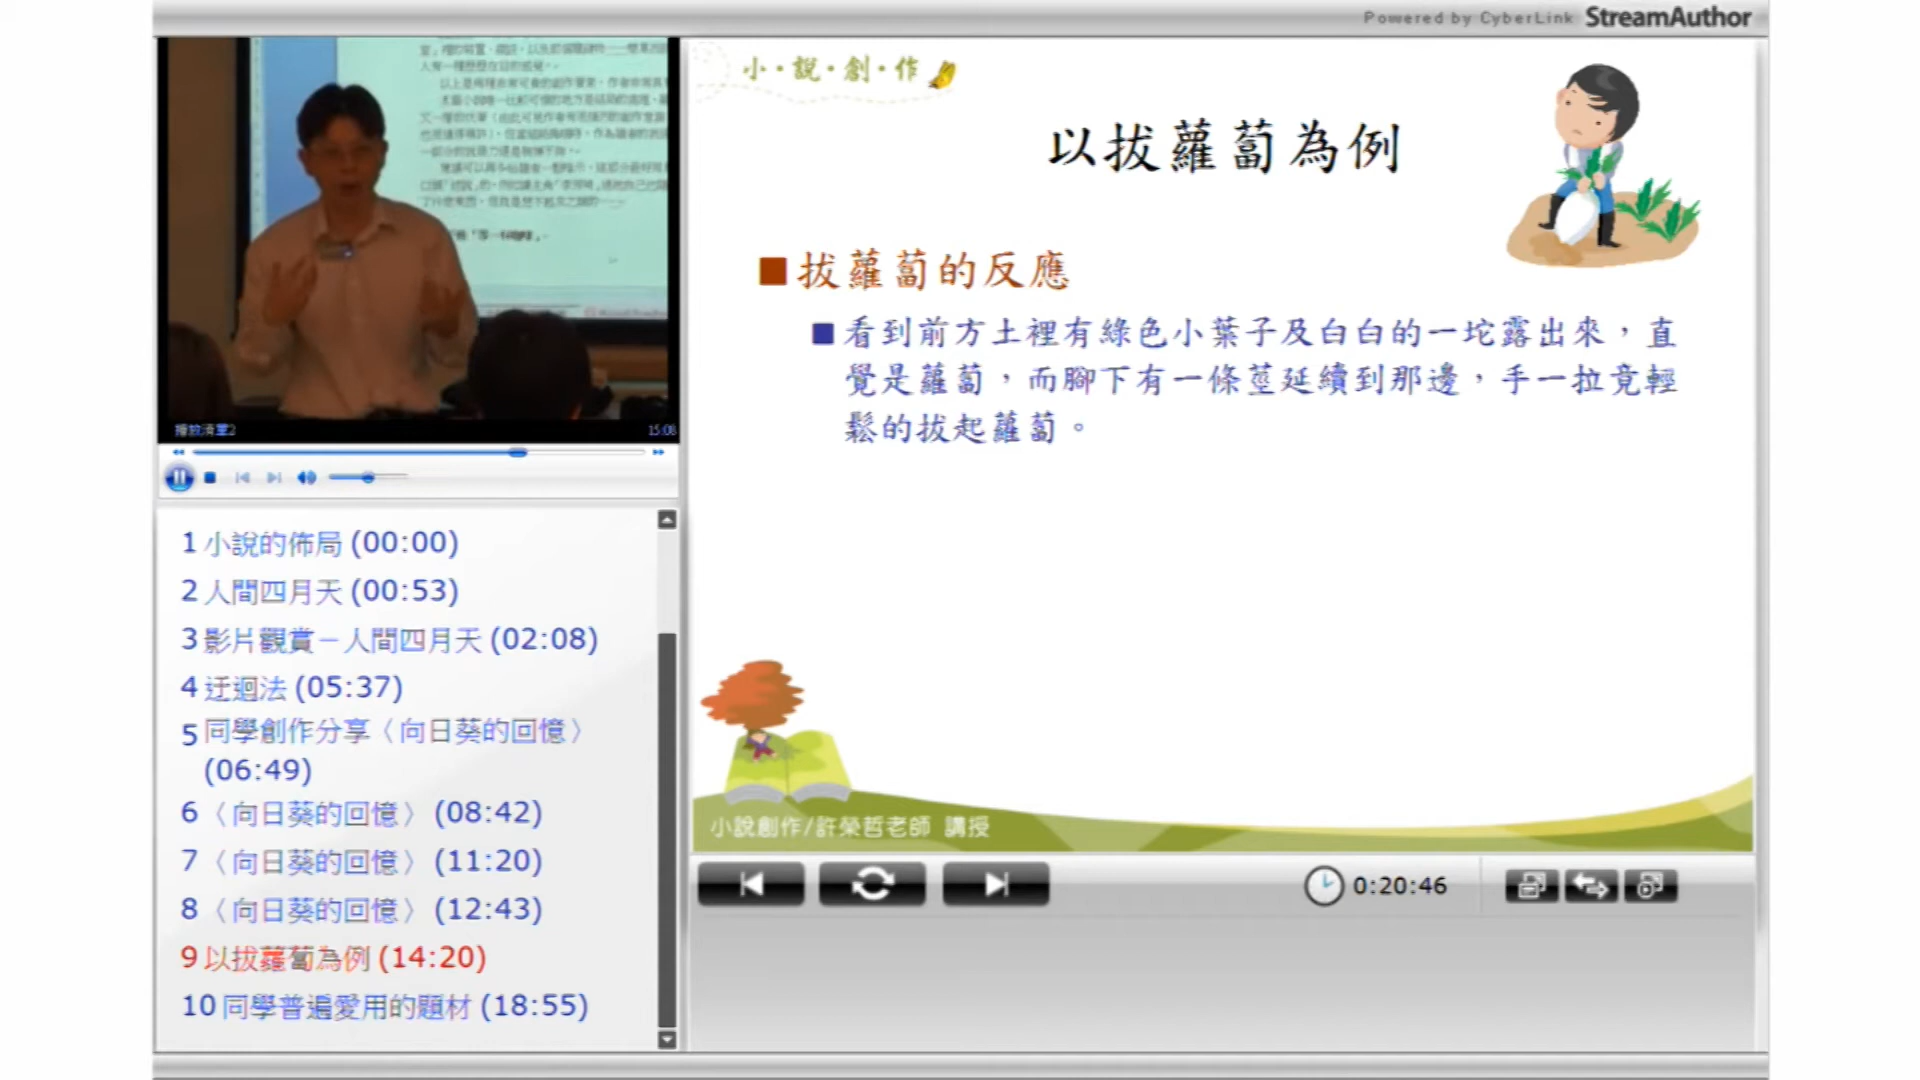 Powered by CyberLink StreamAuthor
小‧說‧創‧作
以拔蘿蔔為例
拔蘿蔔的反應
看到前方土裡有綠色小葉子及白白的一坨露出來，直
覺是蘿蔔，而腳下有一條莖延續到那邊，手一拉竟輕
鬆的拔起蘿蔔。
小說創作/許榮哲老師 講授
播放清單2
15:08
1 小說的佈局 (00:00)
2 人間四月天 (00:53)
3 影片觀賞－人間四月天 (02:08)
4 迂迴法 (05:37)
5 同學創作分享〈向日葵的回憶〉
(06:49)
6 〈向日葵的回憶〉 (08:42)
7 〈向日葵的回憶〉 (11:20)
8 〈向日葵的回憶〉 (12:43)
9 以拔蘿蔔為例 (14:20)
10 同學普遍愛用的題材 (18:55)
0:20:46